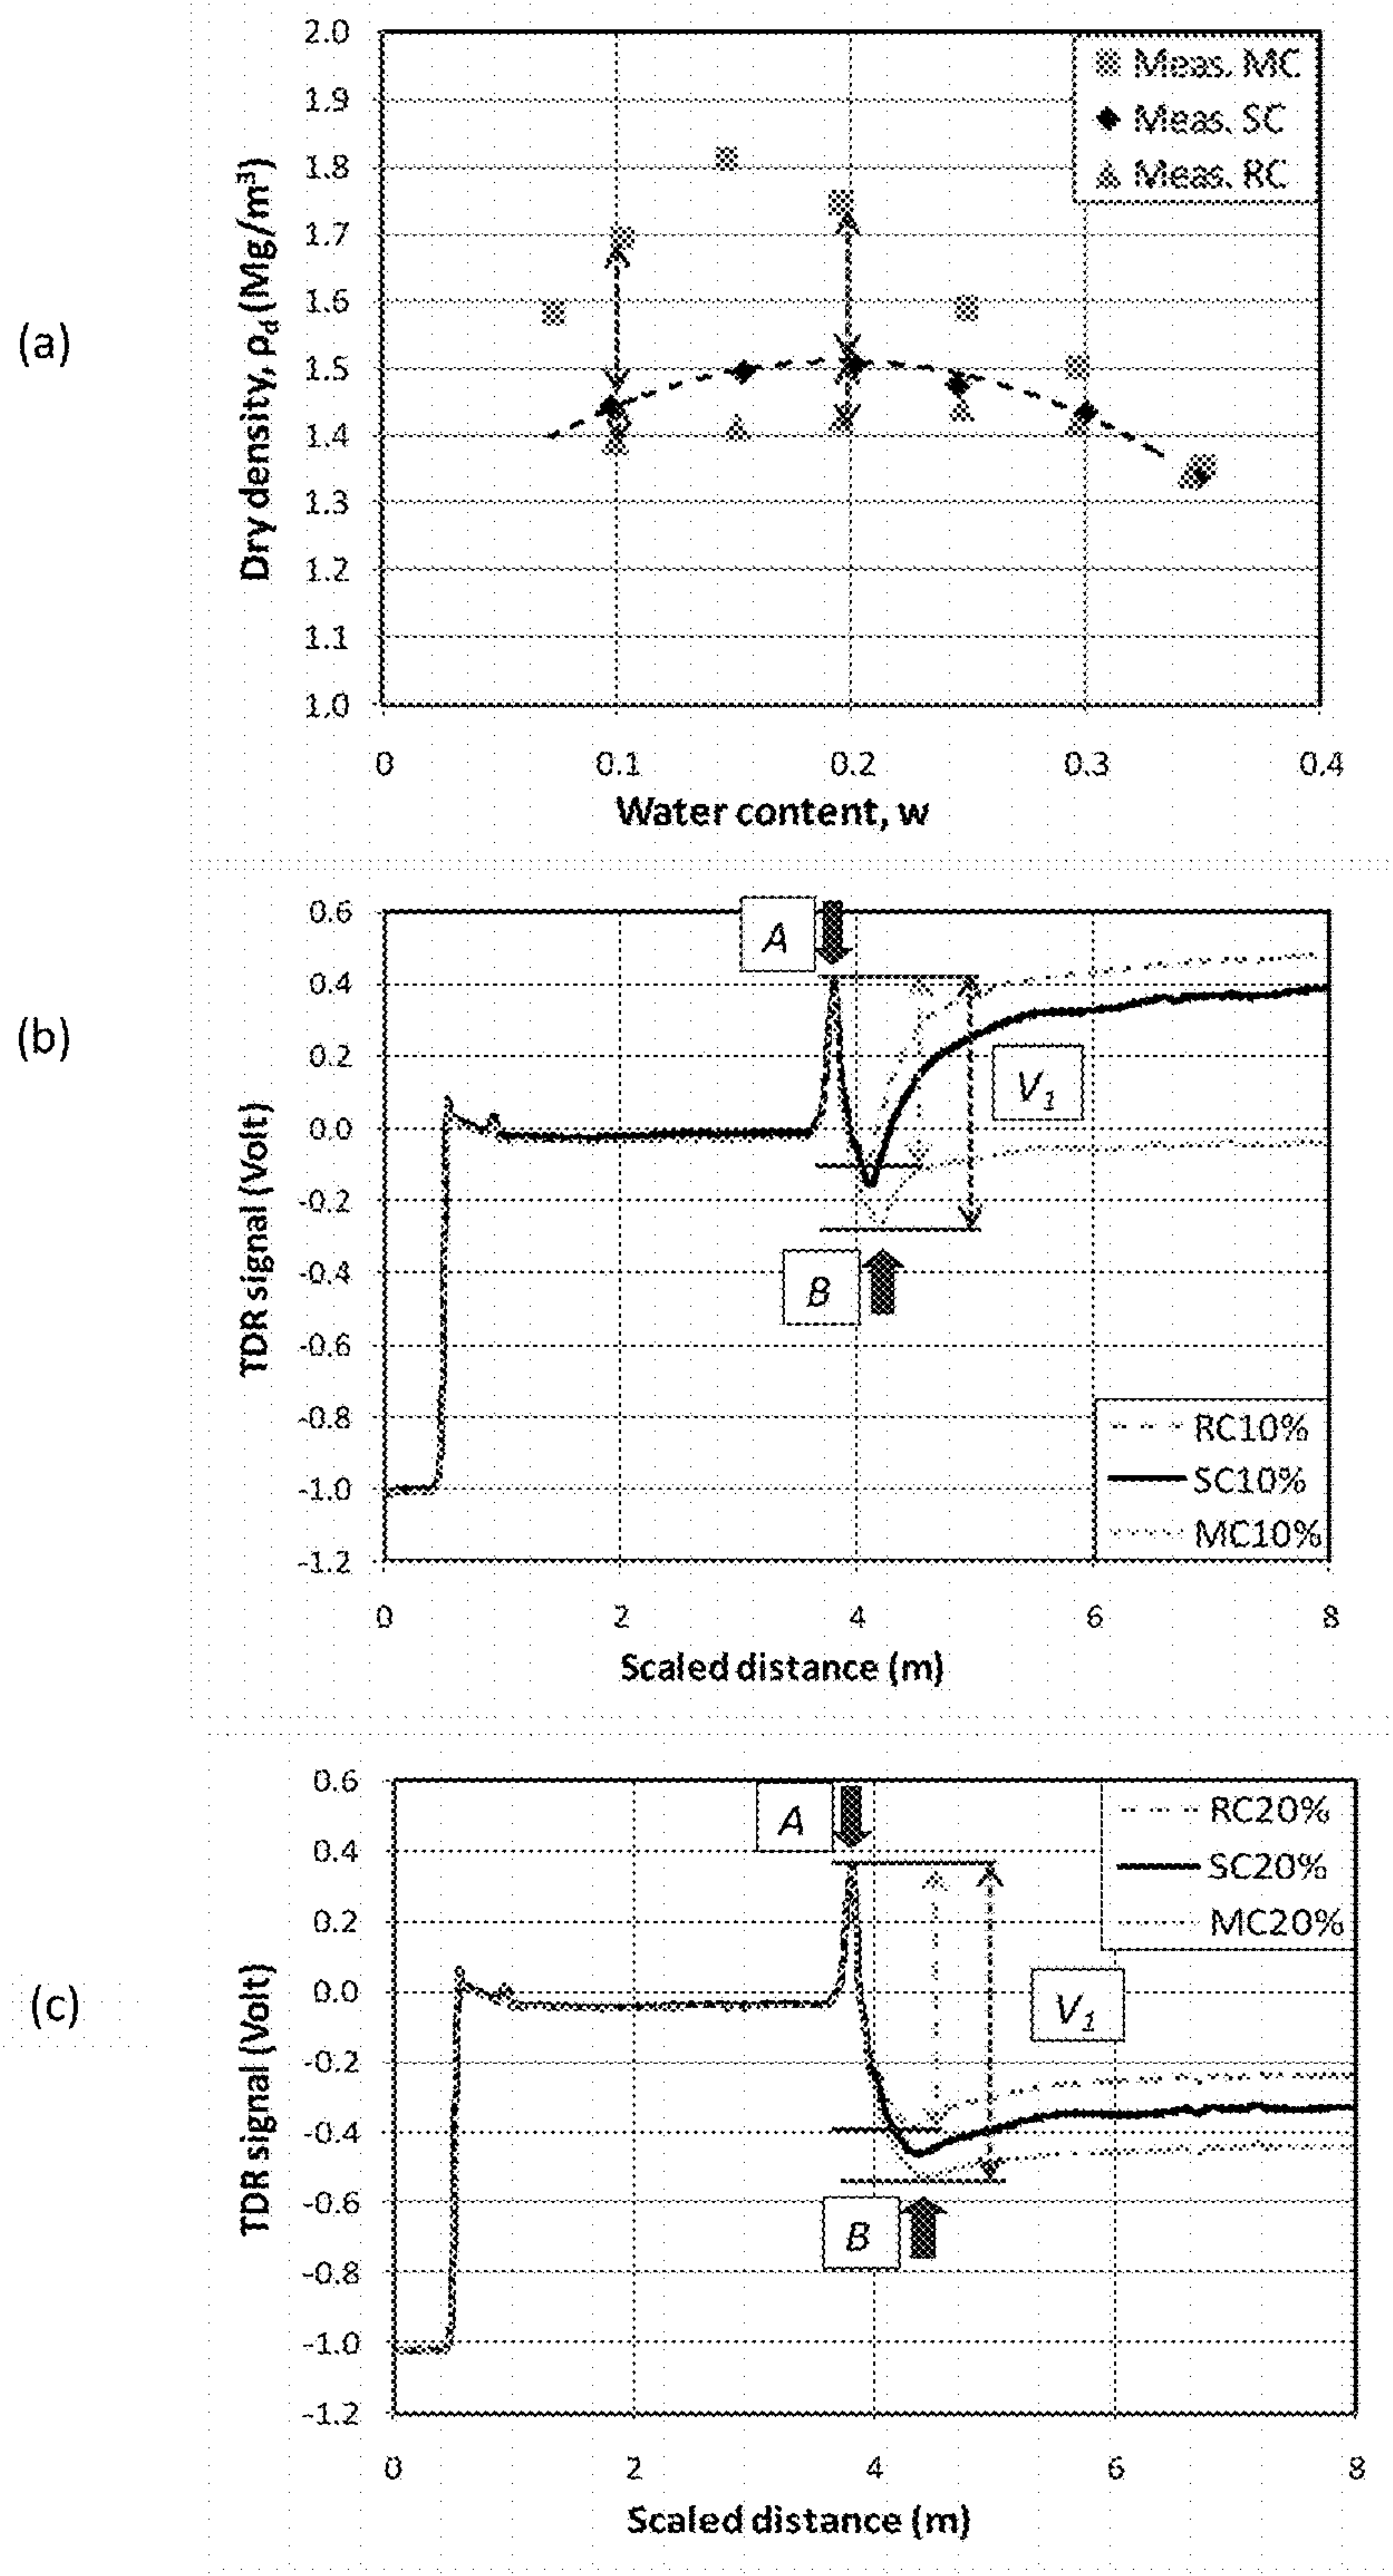 (a)
2.0
1.9
1.8
1.7
1.6
1.5
1.4
1.3
1.2
1.1
1.0
Dry density, ρd (Mg/m³)
Meas. MC
Meas. SC
Meas. RC
0 0.1 0.2 0.3 0.4
Water content, w
(b)
0.6
0.4
0.2
0.0
-0.2
-0.4
-0.6
-0.8
-1.0
-1.2
TDR signal (Volt)
A
V1
B
RC10%
SC10%
MC10%
0 2 4 6 8
Scaled distance (m)
(c)
0.6
0.4
0.2
0.0
-0.2
-0.4
-0.6
-0.8
-1.0
-1.2
TDR signal (Volt)
A
RC20%
SC20%
MC20%
V1
B
0 2 4 6 8
Scaled distance (m)